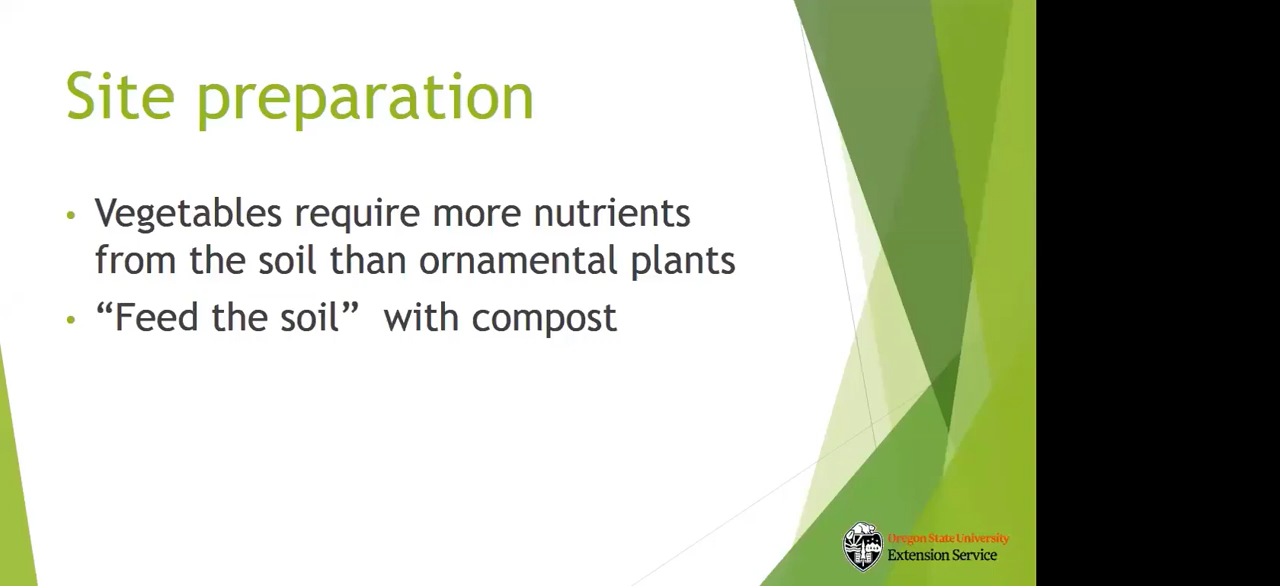 Site preparation
• Vegetables require more nutrients
from the soil than ornamental plants
• “Feed the soil”  with compost
Oregon State University
Extension Service